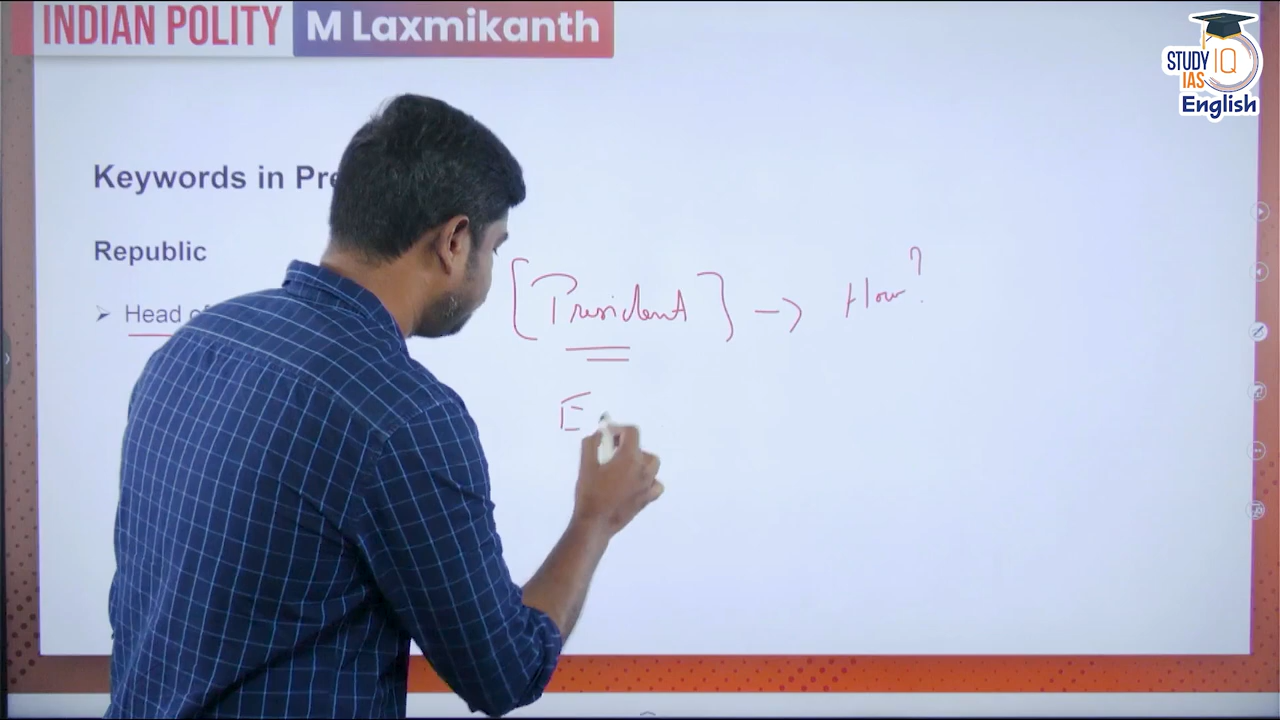 INDIAN POLITY M Laxmikanth
STUDY IQ
IAS
English
Keywords in Pre
Republic
➤ Head of
[President] → How?
E